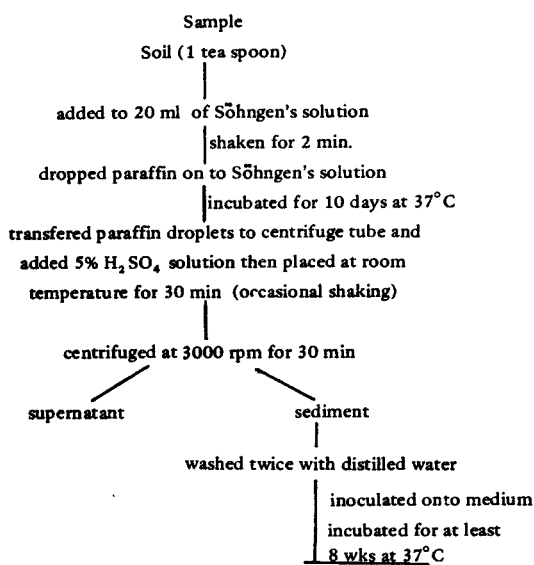 Sample
Soil (1 tea spoon)
added to 20 ml of Söhngen's solution
shaken for 2 min.
dropped paraffin on to Söhngen's solution
incubated for 10 days at 37°C
transfered paraffin droplets to centrifuge tube and
added 5% H₂SO₄ solution then placed at room
temperature for 30 min (occasional shaking)
centrifuged at 3000 rpm for 30 min
supernatant sediment
washed twice with distilled water
inoculated onto medium
incubated for at least
8 wks at 37°C